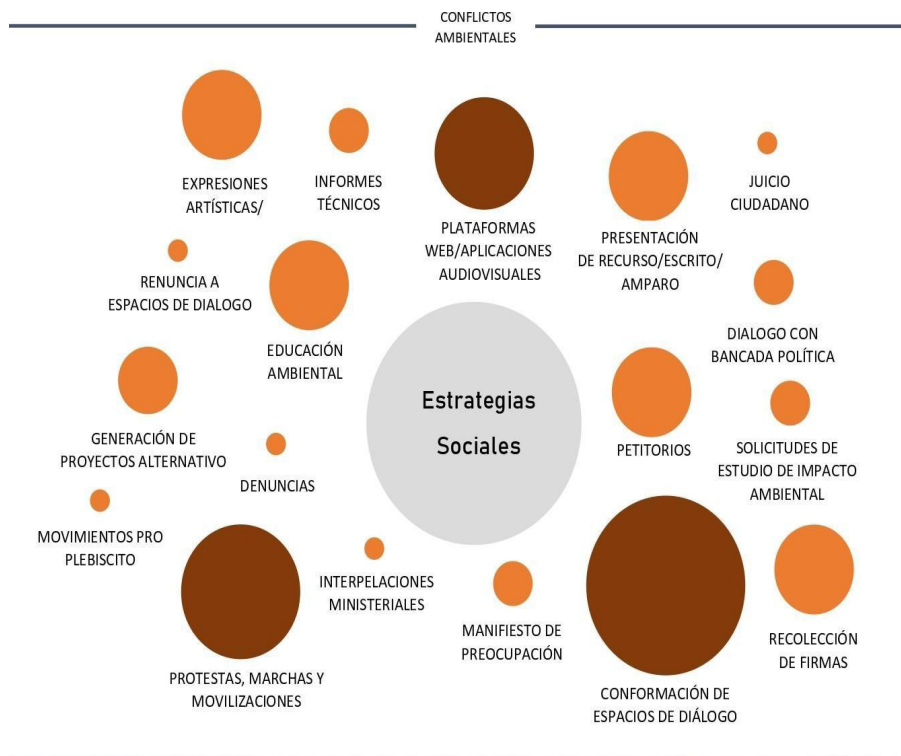 CONFLICTOS
AMBIENTALES
EXPRESIONES
ARTÍSTICAS/
INFORMES
TÉCNICOS
PLATAFORMAS
WEB/APLICACIONES
AUDIOVISUALES
PRESENTACIÓN
DE RECURSO/ESCRITO/
AMPARO
JUICIO
CIUDADANO
RENUNCIA A
ESPACIOS DE DIALOGO
EDUCACIÓN
AMBIENTAL
DIALOGO CON
BANCADA POLÍTICA
Estrategias
Sociales
GENERACIÓN DE
PROYECTOS ALTERNATIVO
DENUNCIAS
PETITORIOS
SOLICITUDES DE
ESTUDIO DE IMPACTO
AMBIENTAL
MOVIMIENTOS PRO
PLEBISCITO
INTERPELACIONES
MINISTERIALES
MANIFIESTO DE
PREOCUPACIÓN
RECOLECCIÓN
DE FIRMAS
PROTESTAS, MARCHAS Y
MOVILIZACIONES
CONFORMACIÓN DE
ESPACIOS DE DIÁLOGO